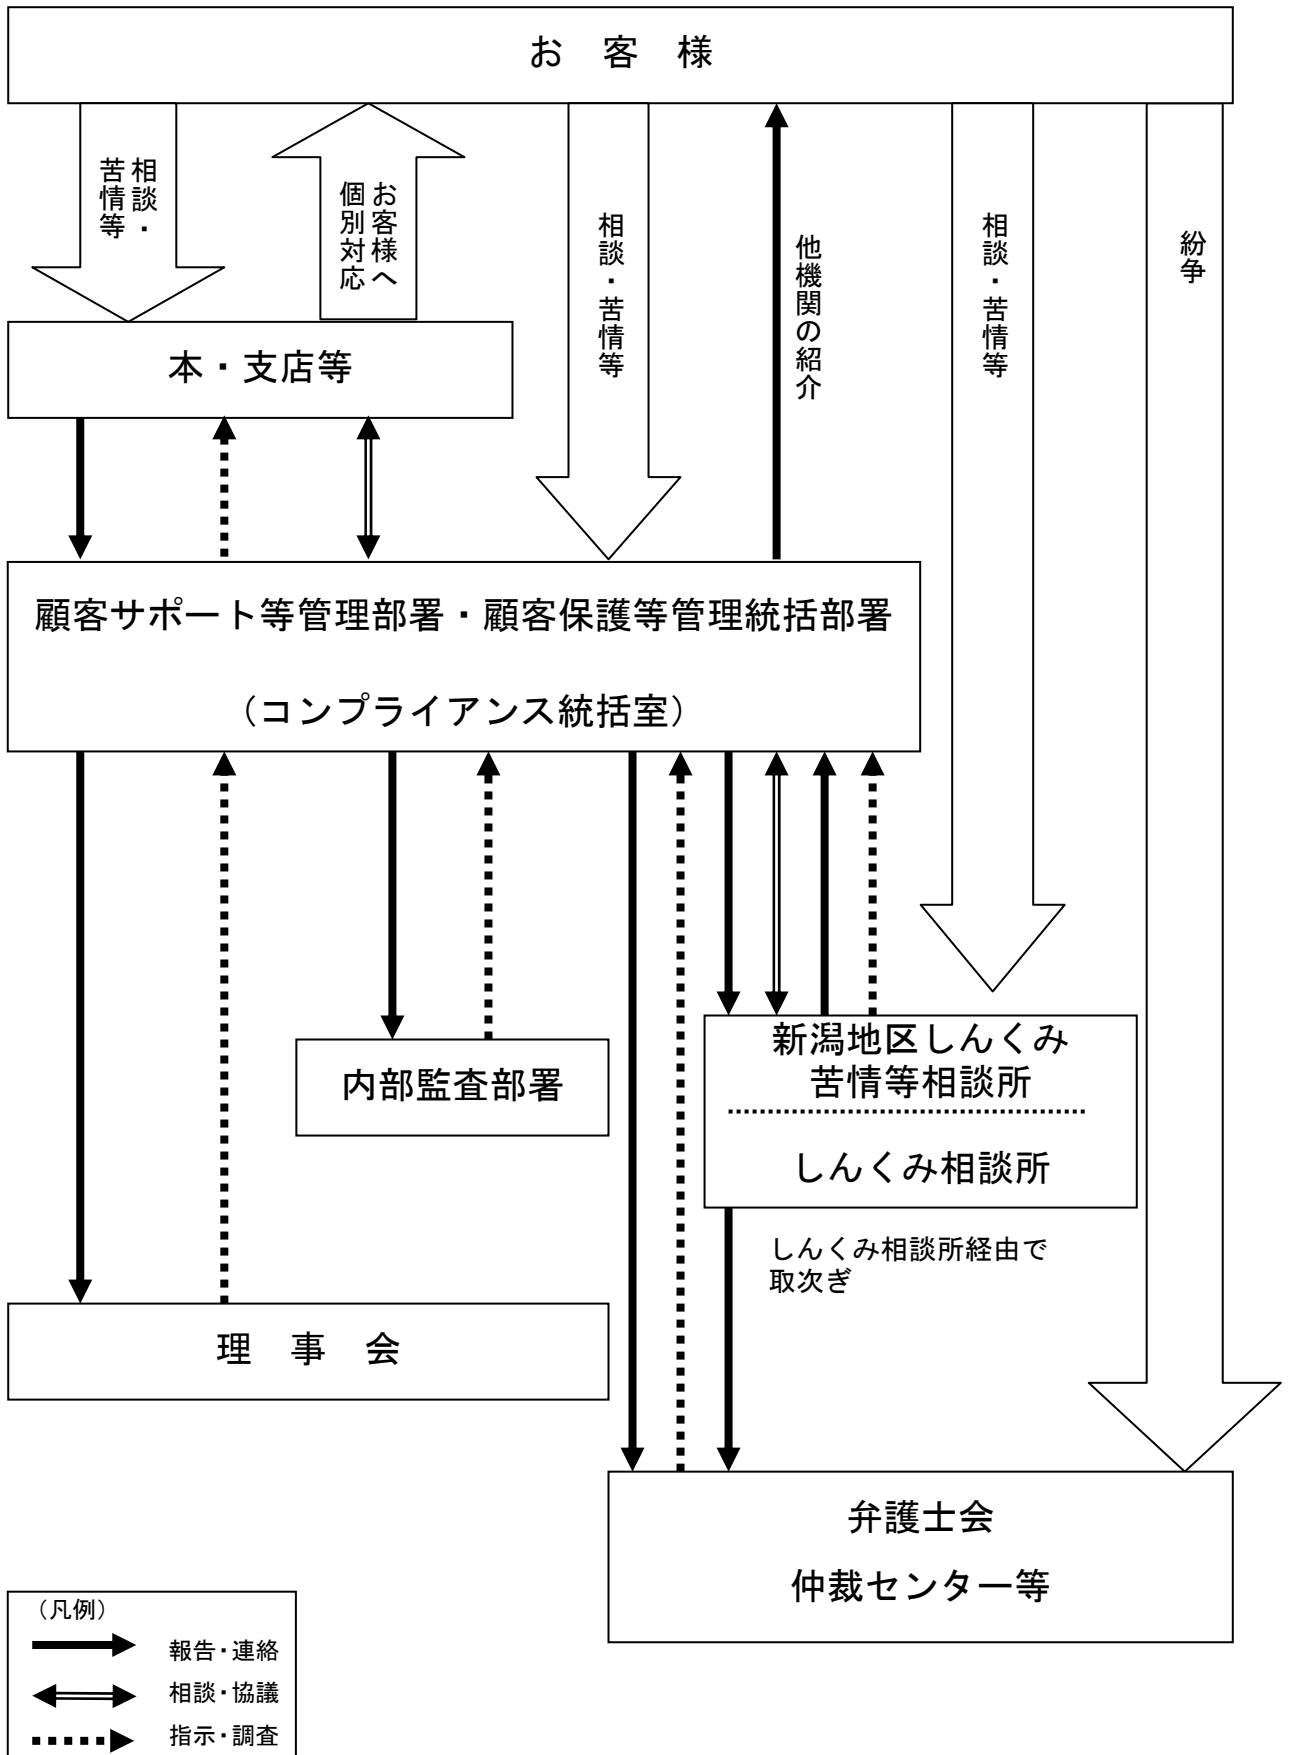 お　客　様
相談・
苦情等
お客様へ
個別対応
相談・苦情等
他機関の紹介
相談・苦情等
紛争
本・支店等
顧客サポート等管理部署・顧客保護等管理統括部署
（コンプライアンス統括室）
内部監査部署
新潟地区しんくみ
苦情等相談所
しんくみ相談所
しんくみ相談所経由で
取次ぎ
理　事　会
弁護士会
仲裁センター等
（凡例）
報告・連絡
相談・協議
指示・調査